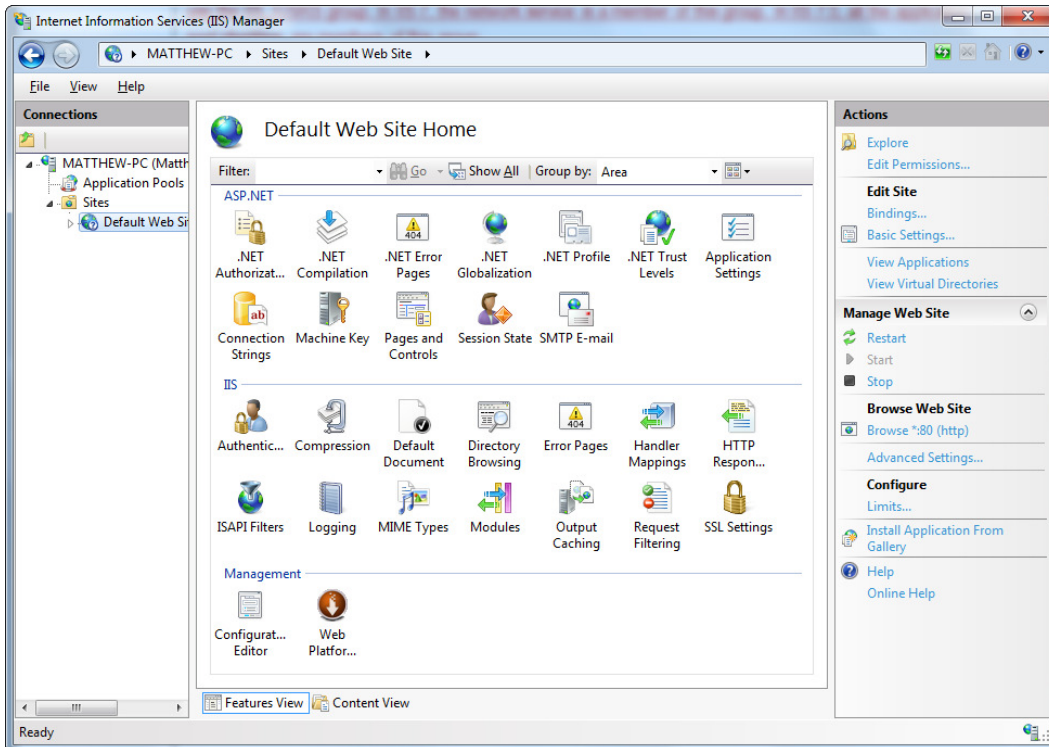 Internet Information Services (IIS) Manager
MATTHEW-PC Sites Default Web Site
File View Help
Connections
MATTHEW-PC (Matth
Application Pools
Sites
Default Web Si
Default Web Site Home
Filter: Go Show All Group by: Area
ASP.NET
.NET .NET .NET Error .NET .NET Profile .NET Trust Application
Authorizat... Compilation Pages Globalization Levels Settings
Connection Machine Key Pages and Session State SMTP E-mail
Strings Controls
IIS
Authentic... Compression Default Directory Error Pages Handler HTTP
Document Browsing Mappings Respon...
ISAPI Filters Logging MIME Types Modules Output Request SSL Settings
Caching Filtering
Management
Configurat... Web
Editor Platfor...
Features View Content View
Actions
Explore
Edit Permissions...
Edit Site
Bindings...
Basic Settings...
View Applications
View Virtual Directories
Manage Web Site
Restart
Start
Stop
Browse Web Site
Browse *:80 (http)
Advanced Settings...
Configure
Limits...
Install Application From
Gallery
Help
Online Help
Ready